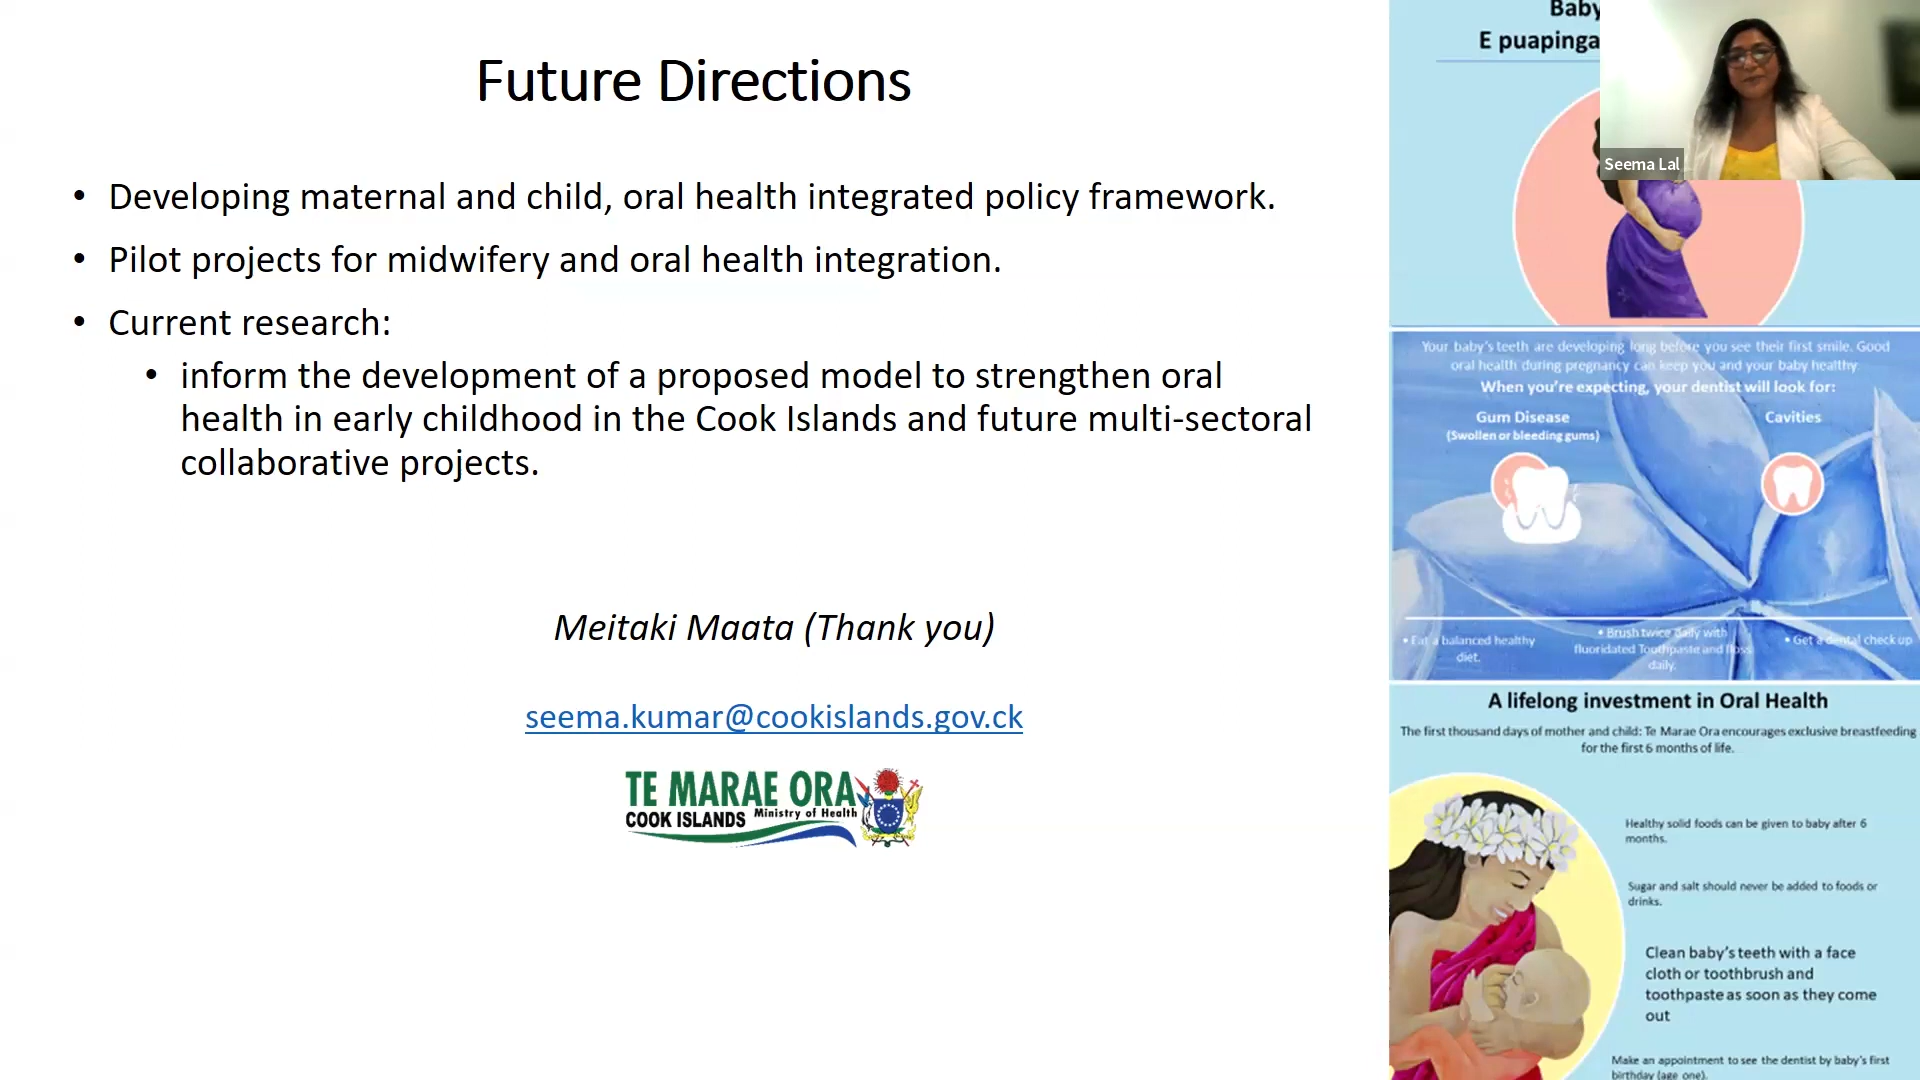 Future Directions
• Developing maternal and child, oral health integrated policy framework.
• Pilot projects for midwifery and oral health integration.
• Current research:
• inform the development of a proposed model to strengthen oral
health in early childhood in the Cook Islands and future multi-sectoral
collaborative projects.
Meitaki Maata (Thank you)
seema.kumar@cookislands.gov.ck
TE MARAE ORA
COOK ISLANDS Ministry of Health
Baby
E puapinga
Seema Lal
Your baby's teeth are developing long before you see their first smile. Good
oral health during pregnancy can keep you and your baby healthy
When you're expecting, your dentist will look for:
Gum Disease
(Swollen or bleeding gums)
Cavities
• Eat a balanced healthy
diet.
• Brush twice daily with
fluoridated Toothpaste and floss
daily.
• Get a dental check up
A lifelong investment in Oral Health
The first thousand days of mother and child: Te Marae Ora encourages exclusive breastfeeding
for the first 6 months of life.
Healthy solid foods can be given to baby after 6
months.
Sugar and salt should never be added to foods or
drinks.
Clean baby's teeth with a face
cloth or toothbrush and
toothpaste as soon as they come
out
Make an appointment to see the dentist by baby's first
birthday (age one).